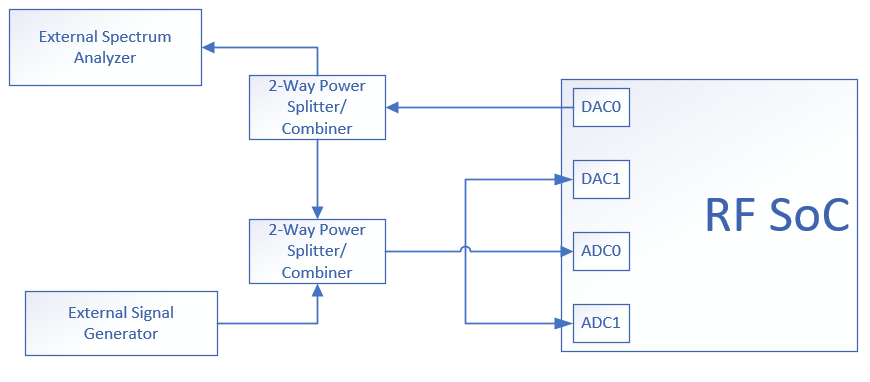 External Spectrum
Analyzer
2-Way Power
Splitter/
Combiner
DAC0
DAC1
RF SoC
2-Way Power
Splitter/
Combiner
ADC0
External Signal
Generator
ADC1